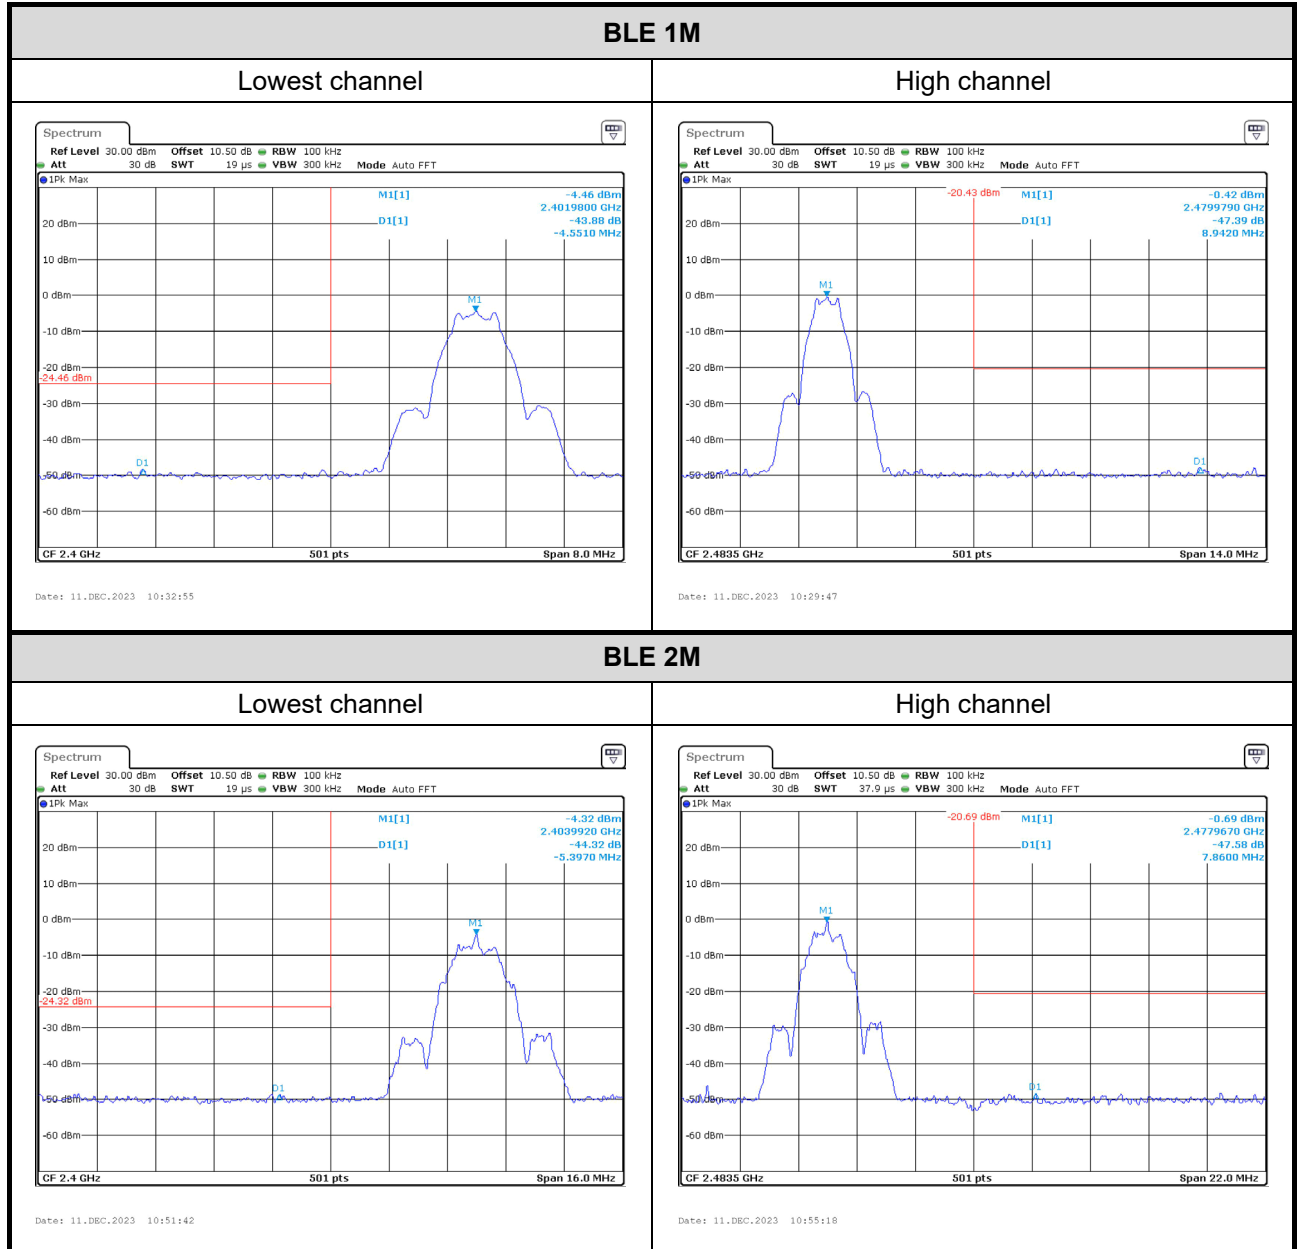 BLE 1M
Lowest channel
High channel
Spectrum
Ref Level 30.00 dBm Offset 10.50 dB RBW 100 kHz
Att 30 dB SWT 19 µs VBW 300 kHz Mode Auto FFT
1Pk Max
M1[1] -4.46 dBm
2.4019800 GHz
D1[1] -43.88 dB
-4.5510 MHz
20 dBm
10 dBm
0 dBm
M1
-10 dBm
-20 dBm
-24.46 dBm
-30 dBm
-40 dBm
D1
-50 dBm
-60 dBm
CF 2.4 GHz 501 pts Span 8.0 MHz
Date: 11.DEC.2023 10:32:55
Spectrum
Ref Level 30.00 dBm Offset 10.50 dB RBW 100 kHz
Att 30 dB SWT 19 µs VBW 300 kHz Mode Auto FFT
1Pk Max
-20.43 dBm M1[1] -0.42 dBm
2.4799790 GHz
D1[1] -47.39 dB
8.9420 MHz
20 dBm
10 dBm
M1
0 dBm
-10 dBm
-20 dBm
-30 dBm
-40 dBm
D1
-50 dBm
-60 dBm
CF 2.4835 GHz 501 pts Span 14.0 MHz
Date: 11.DEC.2023 10:29:47
BLE 2M
Lowest channel
High channel
Spectrum
Ref Level 30.00 dBm Offset 10.50 dB RBW 100 kHz
Att 30 dB SWT 19 µs VBW 300 kHz Mode Auto FFT
1Pk Max
M1[1] -4.32 dBm
2.4039920 GHz
D1[1] -44.32 dB
-5.3970 MHz
20 dBm
10 dBm
0 dBm
M1
-10 dBm
-20 dBm
-24.32 dBm
-30 dBm
-40 dBm
D1
-50 dBm
-60 dBm
CF 2.4 GHz 501 pts Span 16.0 MHz
Date: 11.DEC.2023 10:51:42
Spectrum
Ref Level 30.00 dBm Offset 10.50 dB RBW 100 kHz
Att 30 dB SWT 37.9 µs VBW 300 kHz Mode Auto FFT
1Pk Max
-20.69 dBm M1[1] -0.69 dBm
2.4779670 GHz
D1[1] -47.58 dB
7.8600 MHz
20 dBm
10 dBm
M1
0 dBm
-10 dBm
-20 dBm
-30 dBm
-40 dBm
D1
-50 dBm
-60 dBm
CF 2.4835 GHz 501 pts Span 22.0 MHz
Date: 11.DEC.2023 10:55:18